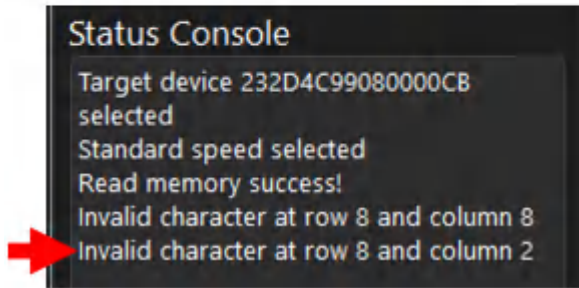 Status Console
Target device 232D4C99080000CB
selected
Standard speed selected
Read memory success!
Invalid character at row 8 and column 8
Invalid character at row 8 and column 2